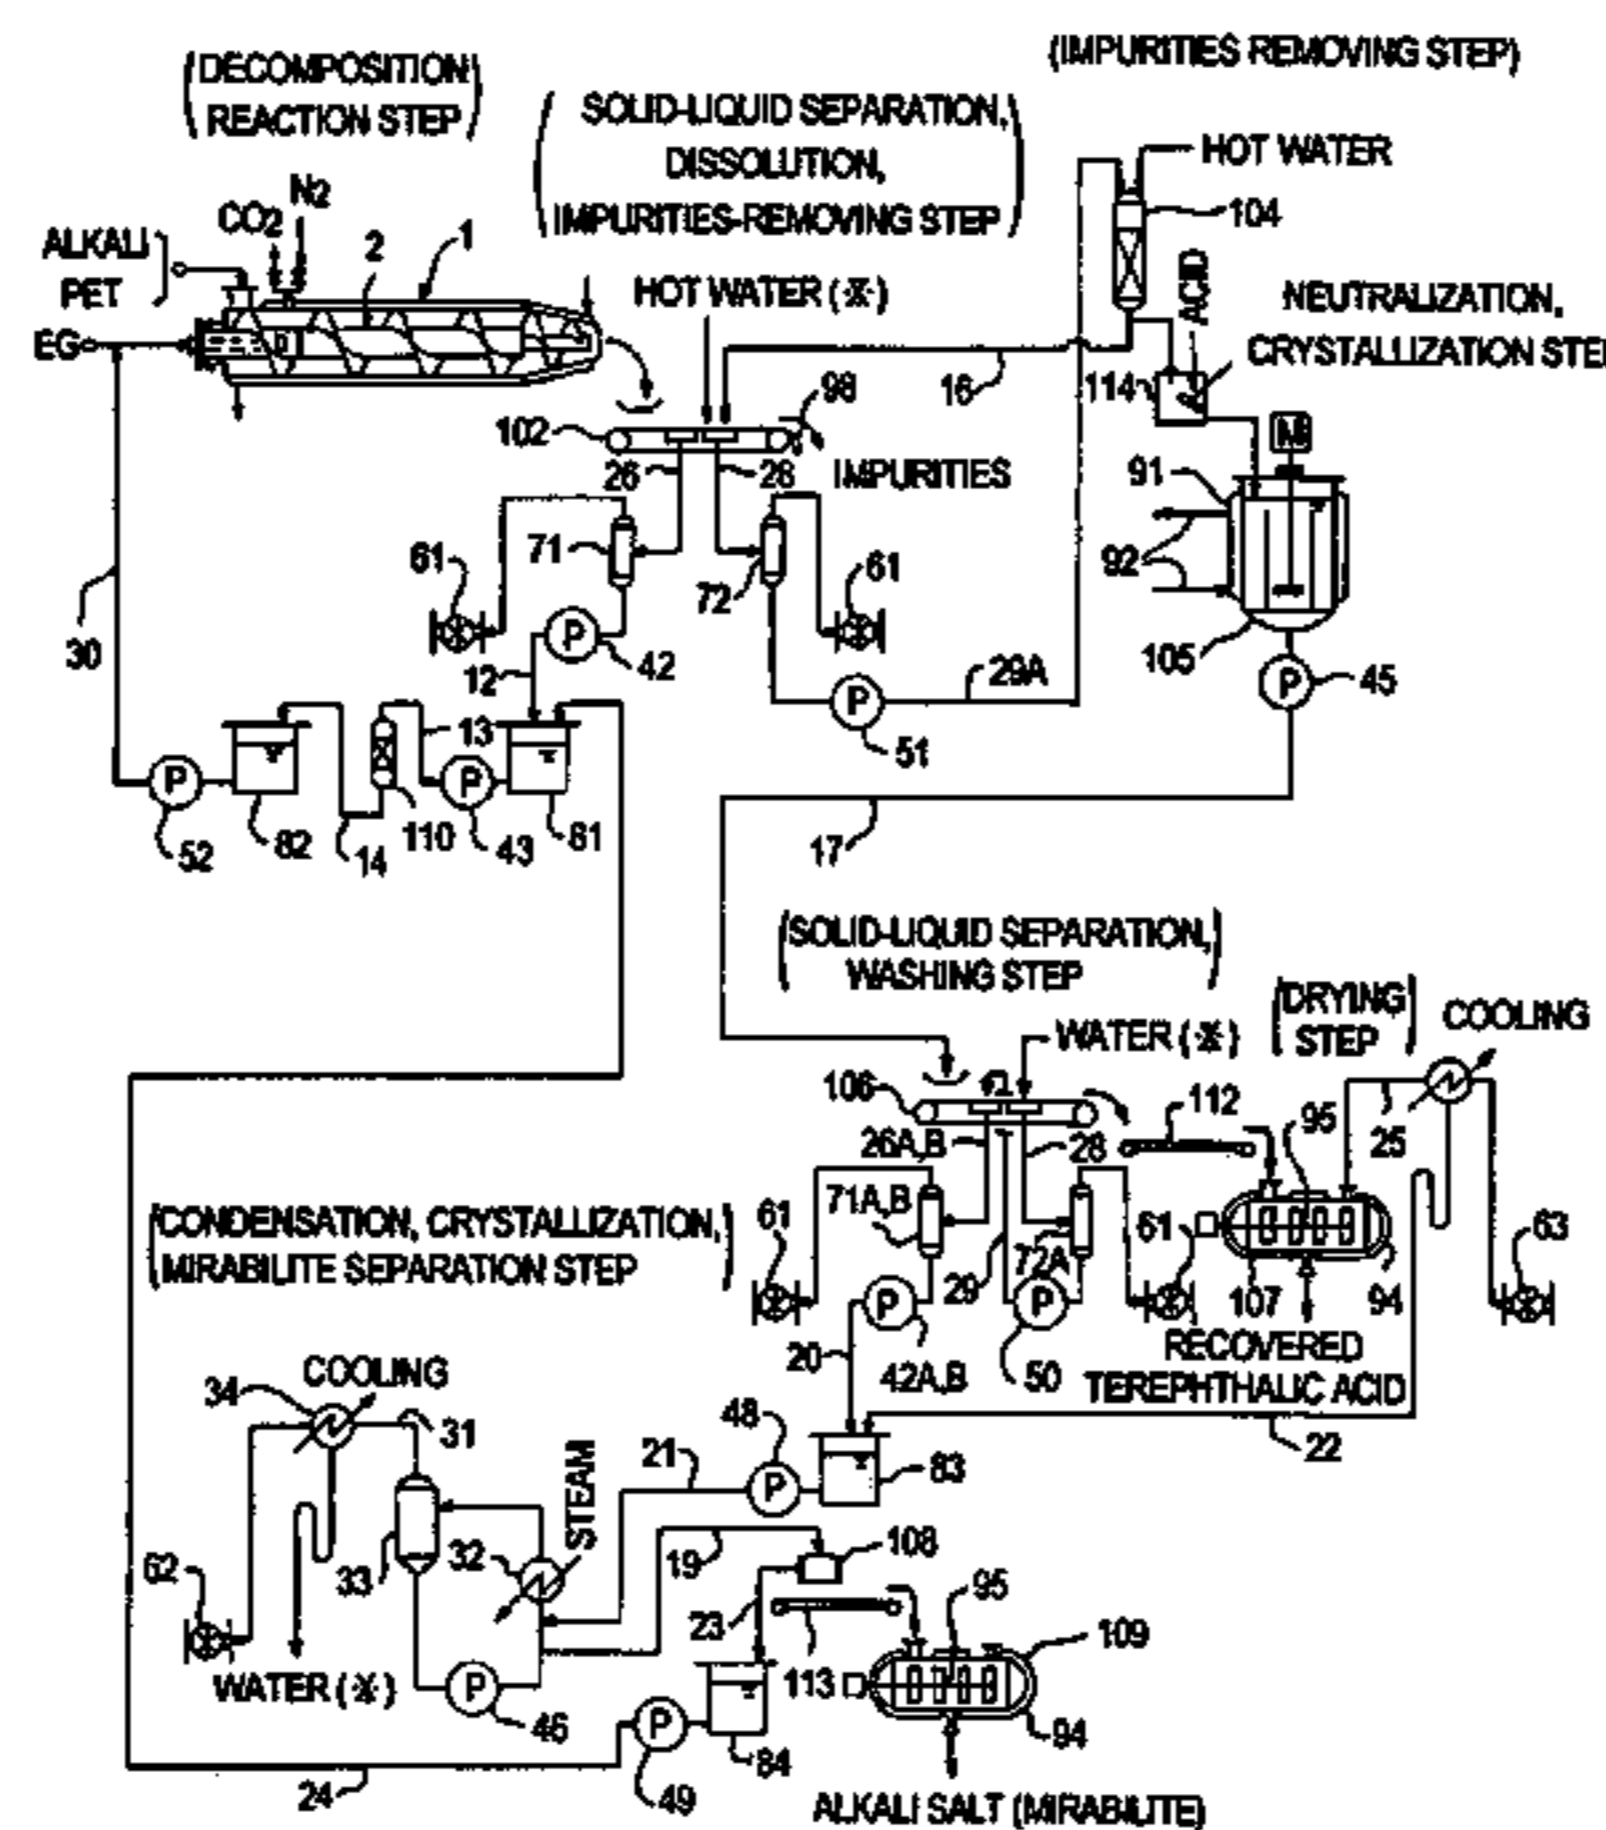 (DECOMPOSITION
REACTION STEP)
(SOLID-LIQUID SEPARATION,
DISSOLUTION,
IMPURITIES-REMOVING STEP)
(IMPURITIES REMOVING STEP)
HOT WATER
104
N2
CO2
2
1
ALKALI
PET
EG
HOT WATER (※)
ACID
NEUTRALIZATION,
CRYSTALLIZATION STE
16
114
98
102
26
28
IMPURITIES
M
91
92
105
61
71
72
61
30
12
P
42
29A
P
45
P
51
13
P
52
82
14
110
P
43
81
17
(SOLID-LIQUID SEPARATION,
WASHING STEP)
(DRYING
STEP)
COOLING
WATER (※)
106
112
95
25
26A,B
28
71A,B
61
29
72A
61
107
94
63
P
P
RECOVERED
TEREPHTHALIC ACID
20
42A,B
50
22
(CONDENSATION, CRYSTALLIZATION,
MIRABILITE SEPARATION STEP)
COOLING
34
31
STEAM
21
48
P
83
62
33
32
19
108
23
95
109
WATER (※)
P
46
113
94
P
49
84
24
ALKALI SALT (MIRABILITE)